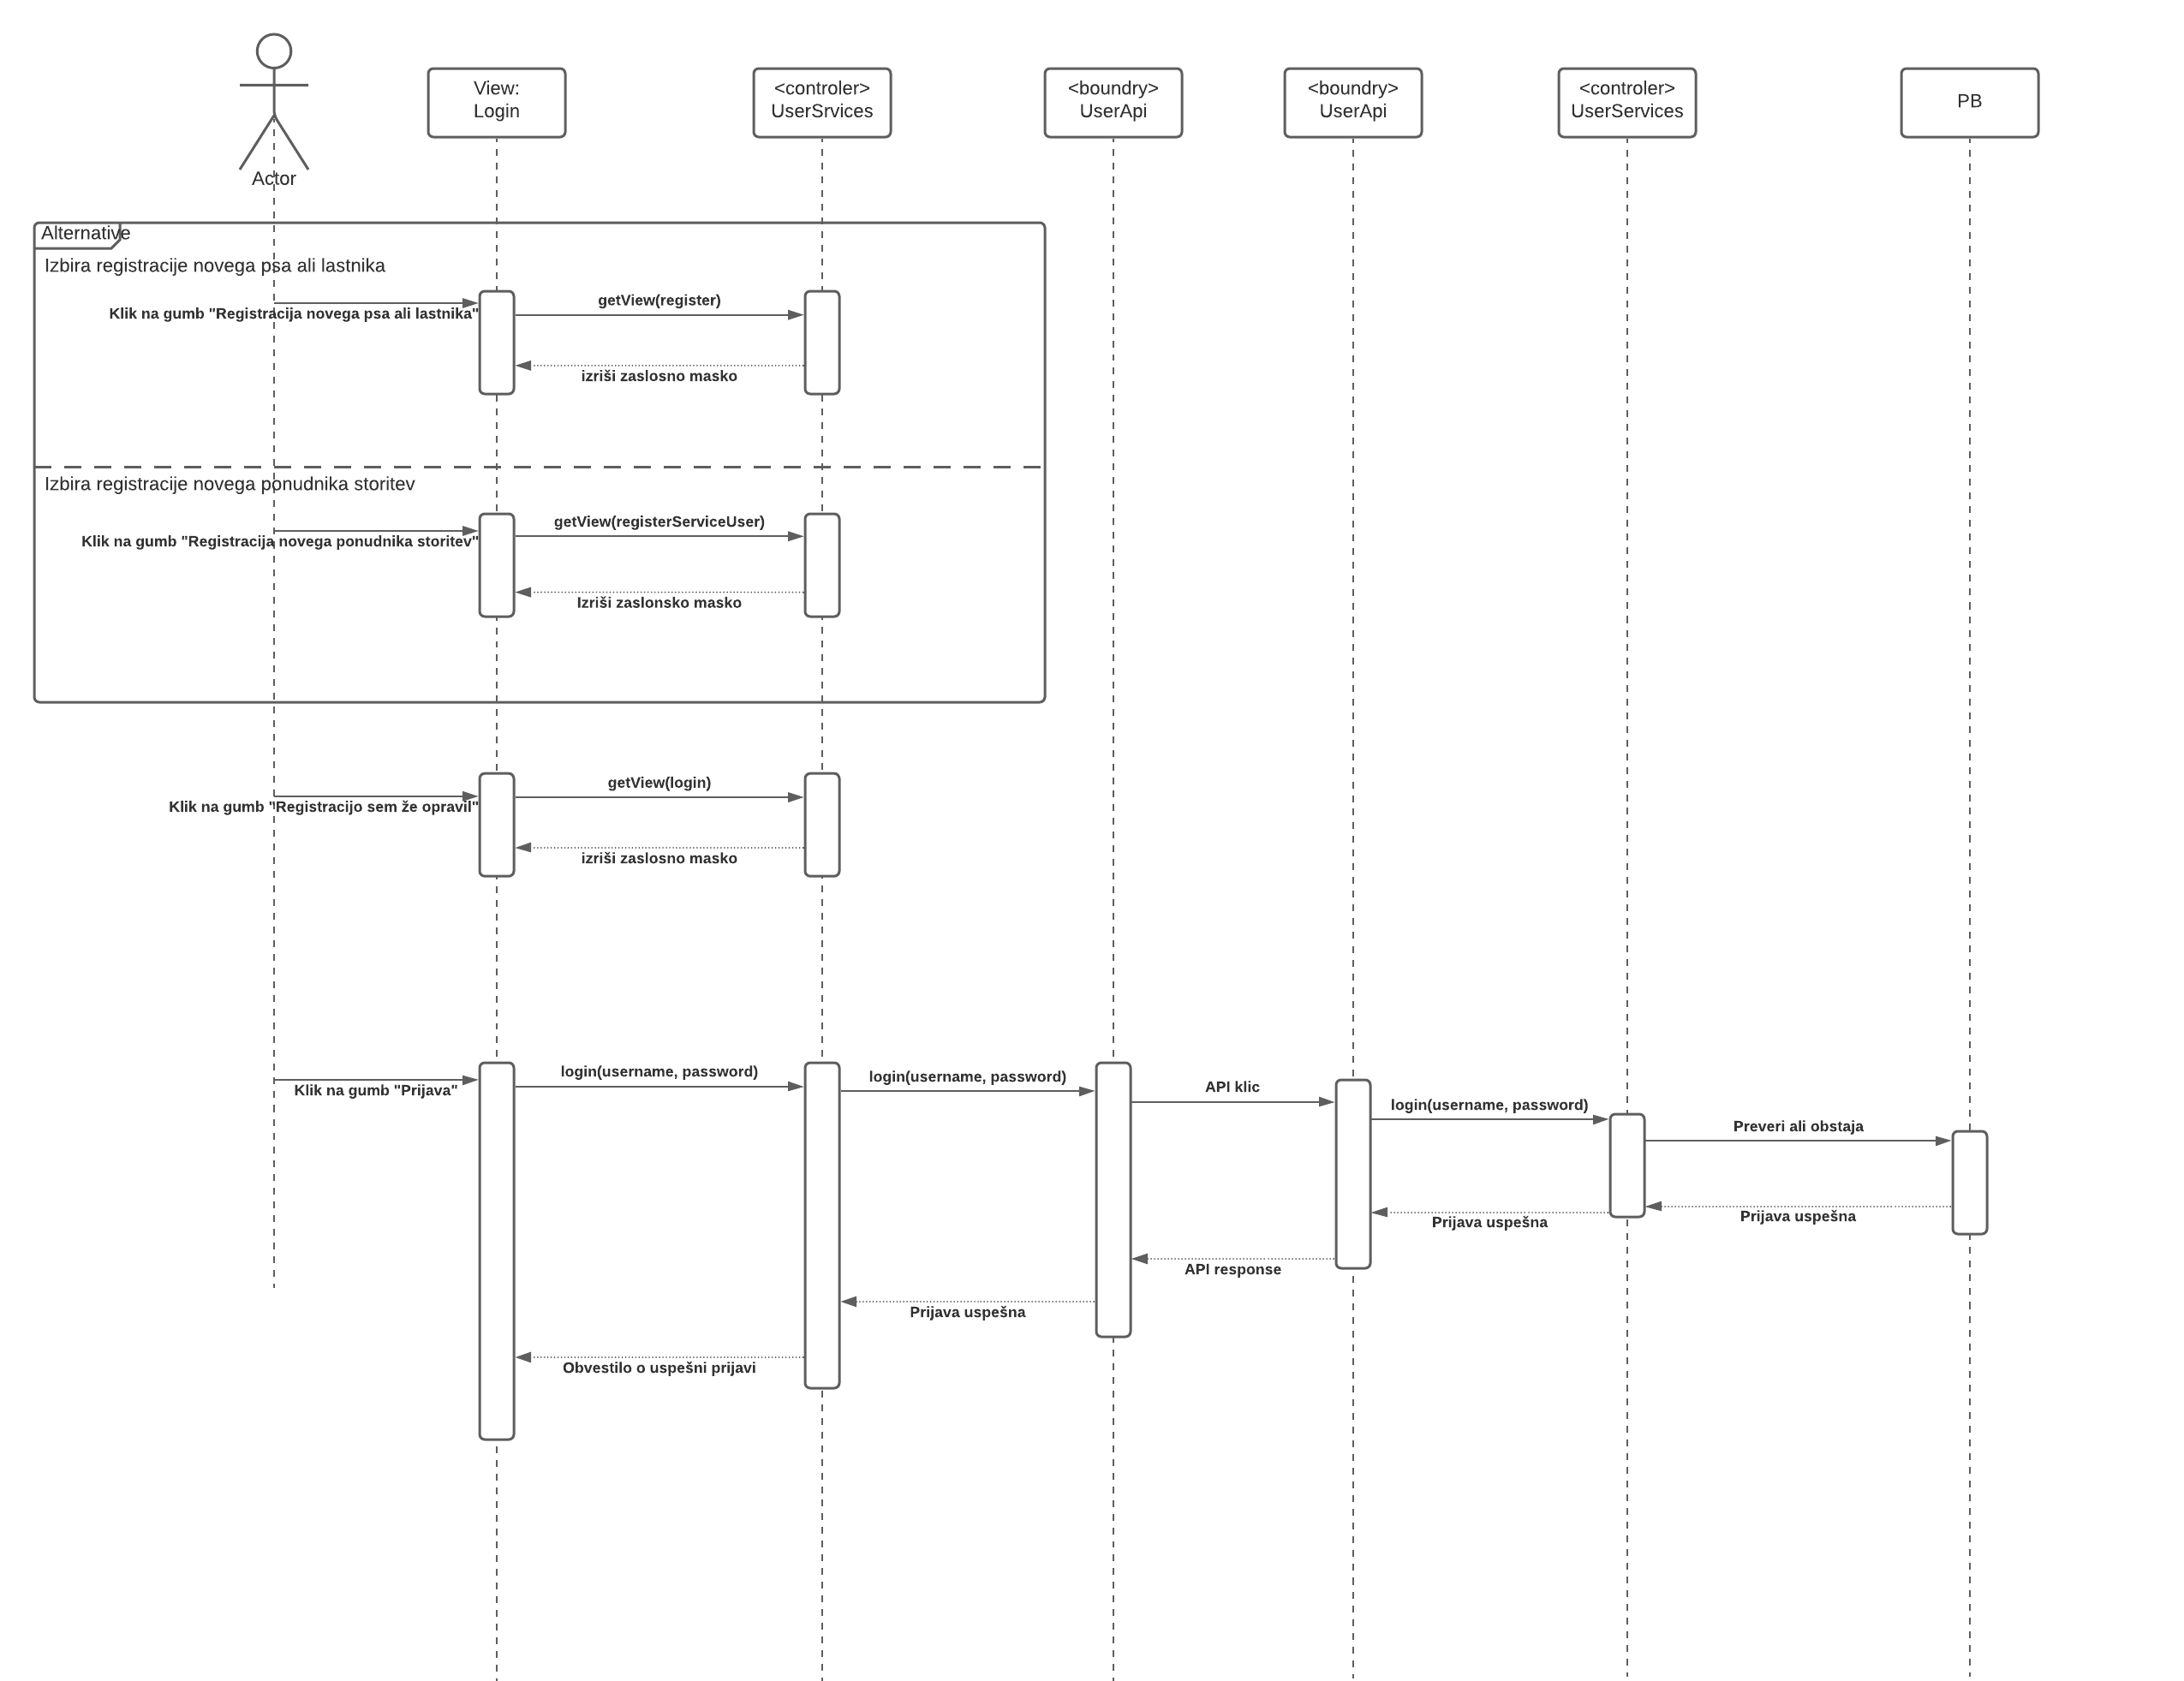 Actor
View:
Login
<controler>
UserSrvices
<boundry>
UserApi
<boundry>
UserApi
<controler>
UserServices
PB
Alternative
Izbira registracije novega psa ali lastnika
Klik na gumb "Registracija novega psa ali lastnika"
getView(register)
izriši zaslosno masko
Izbira registracije novega ponudnika storitev
Klik na gumb "Registracija novega ponudnika storitev"
getView(registerServiceUser)
Izriši zaslonsko masko
Klik na gumb "Registracijo sem že opravil"
getView(login)
izriši zaslosno masko
Klik na gumb "Prijava"
login(username, password)
login(username, password)
API klic
login(username, password)
Preveri ali obstaja
Prijava uspešna
Prijava uspešna
API response
Prijava uspešna
Obvestilo o uspešni prijavi